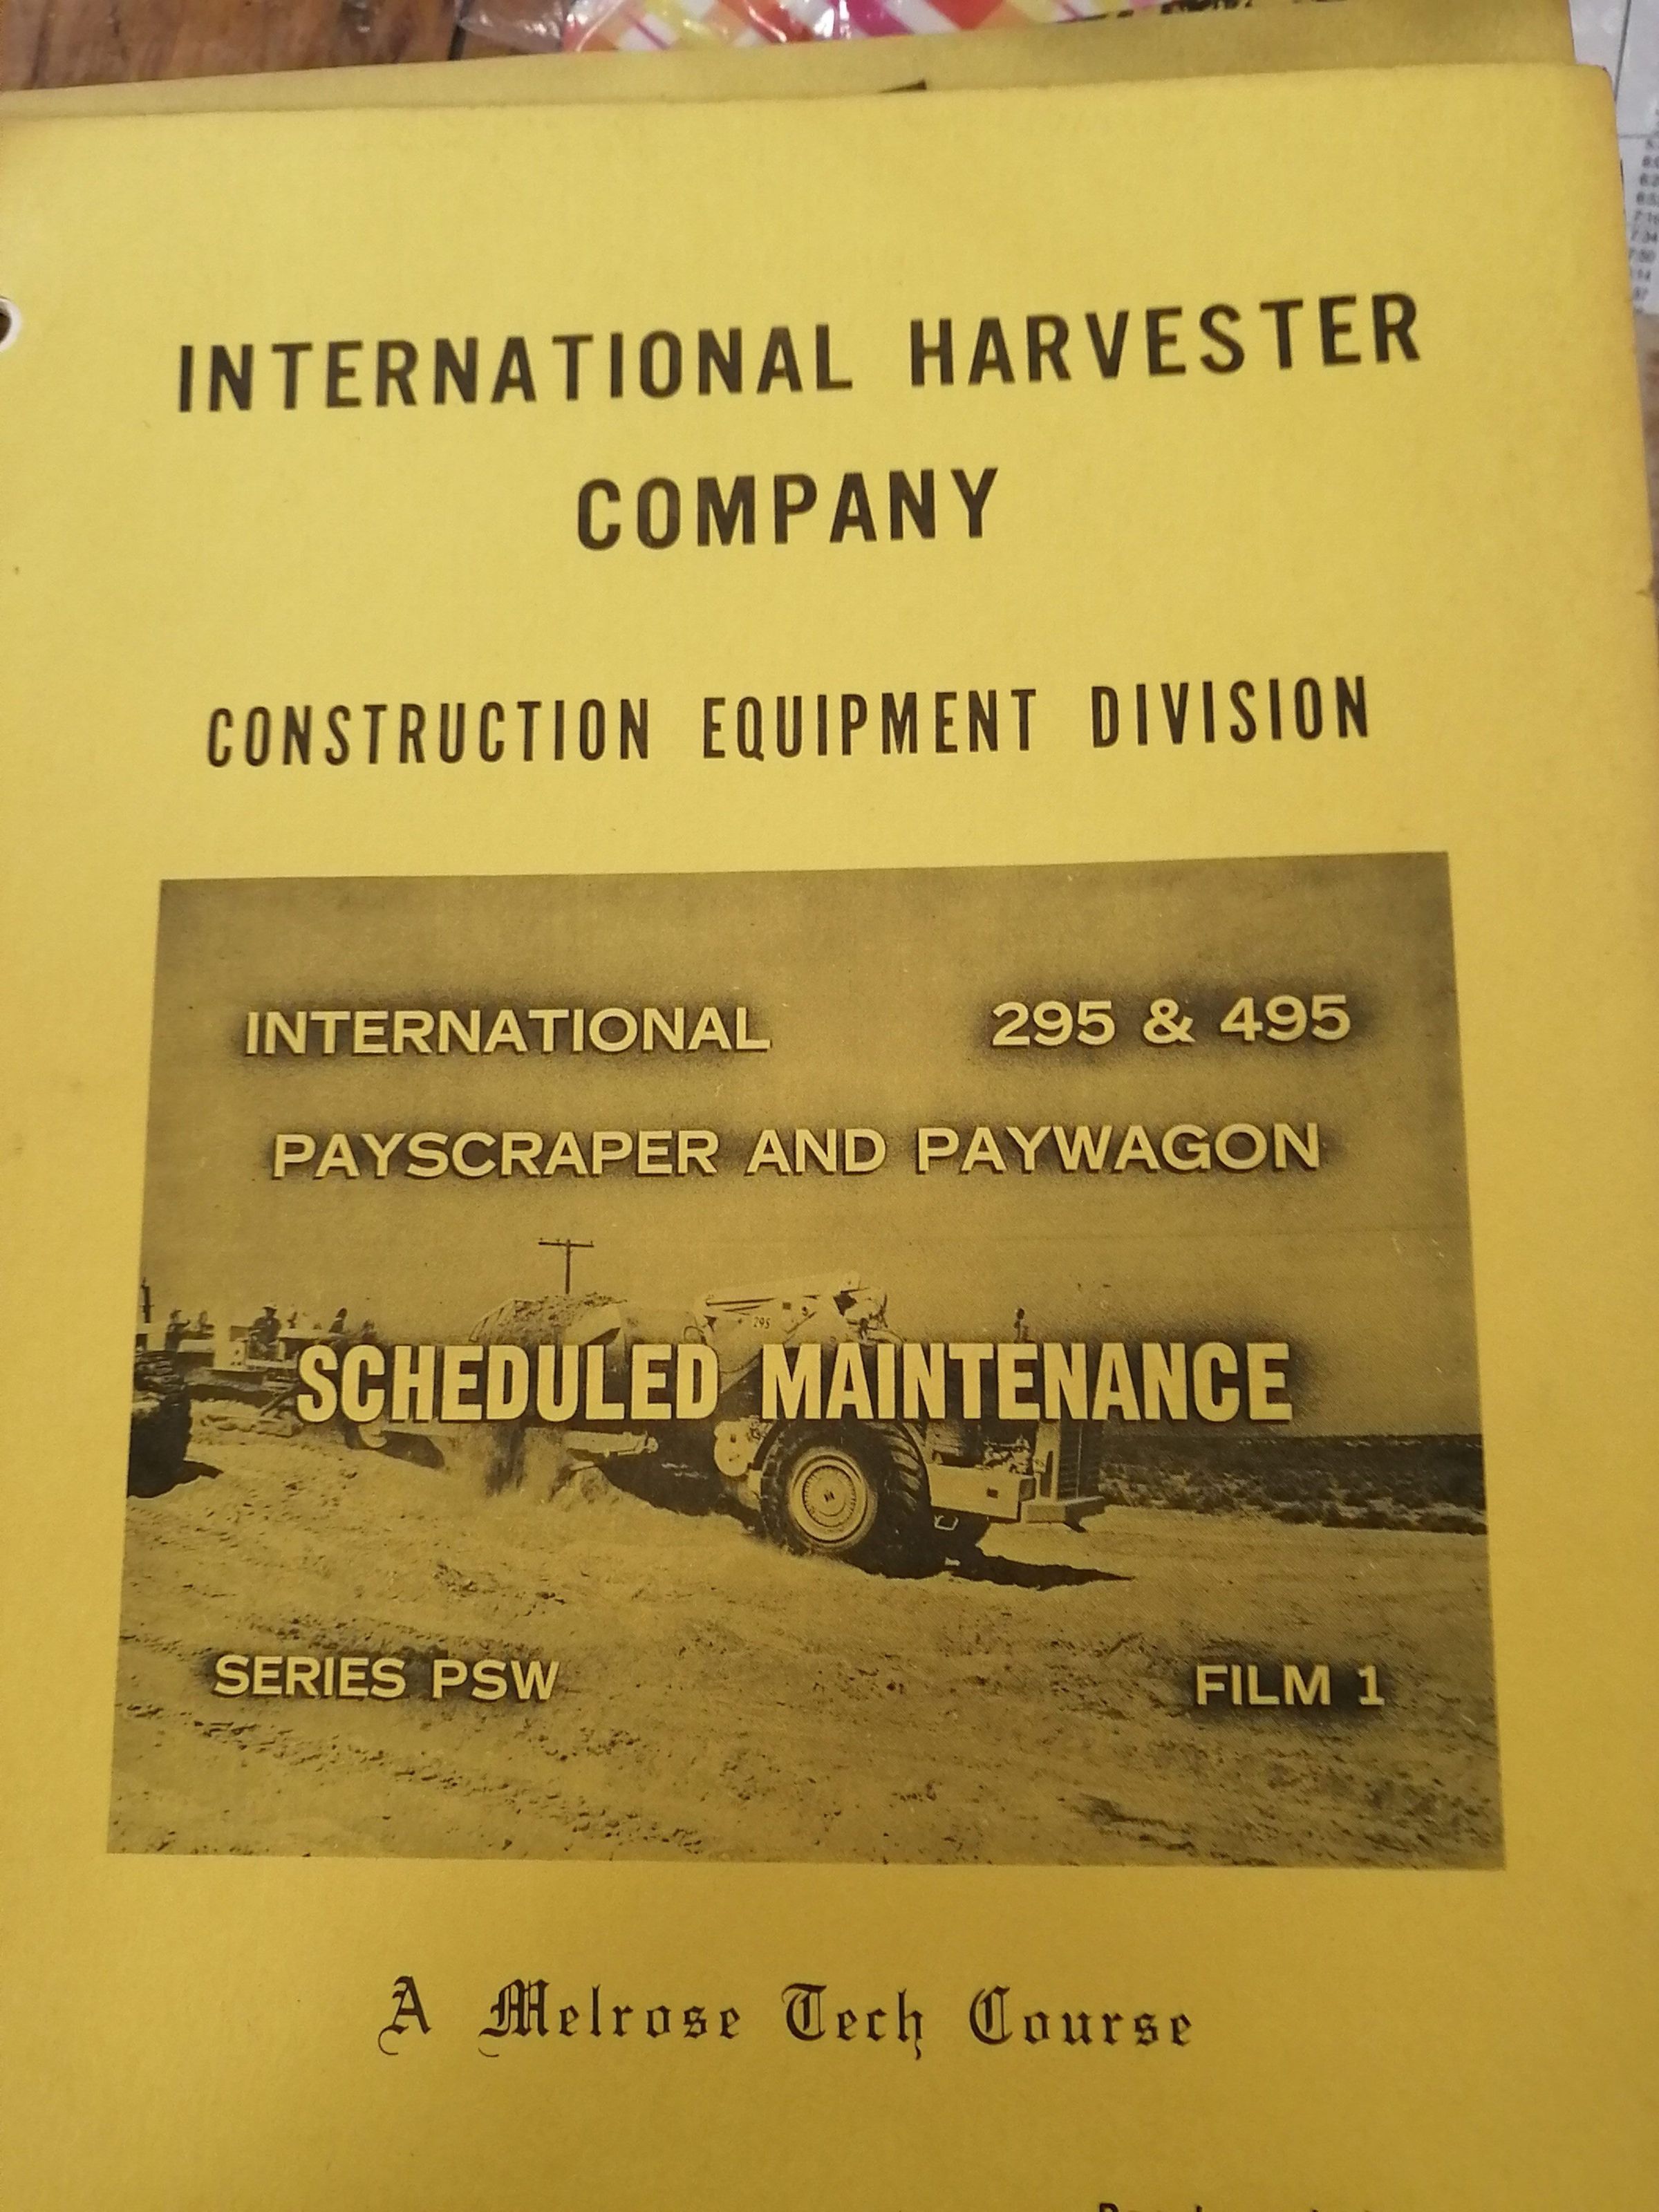 INTERNATIONAL HARVESTER
COMPANY
CONSTRUCTION EQUIPMENT DIVISION
INTERNATIONAL 295 & 495
PAYSCRAPER AND PAYWAGON
295
SCHEDULED MAINTENANCE
SERIES PSW FILM 1
A Melrose Tech Course